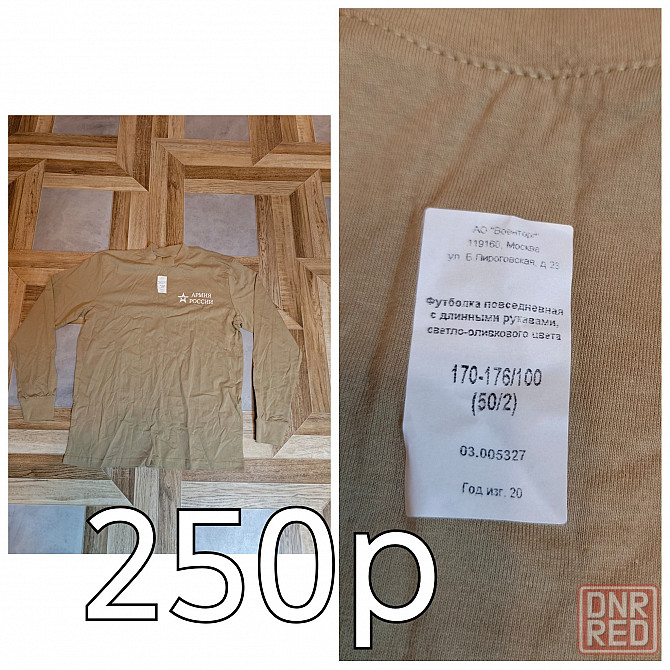 АРМИЯ
РОССИИ
АО "Военторг"
119160, Москва
ул. Б.Пироговская, д.23
Футболка повседневная
с длинными рукавами,
светло-оливкового цвета
170-176/100
(50/2)
03.005327
Год изг. 20
250р
DNR
RED